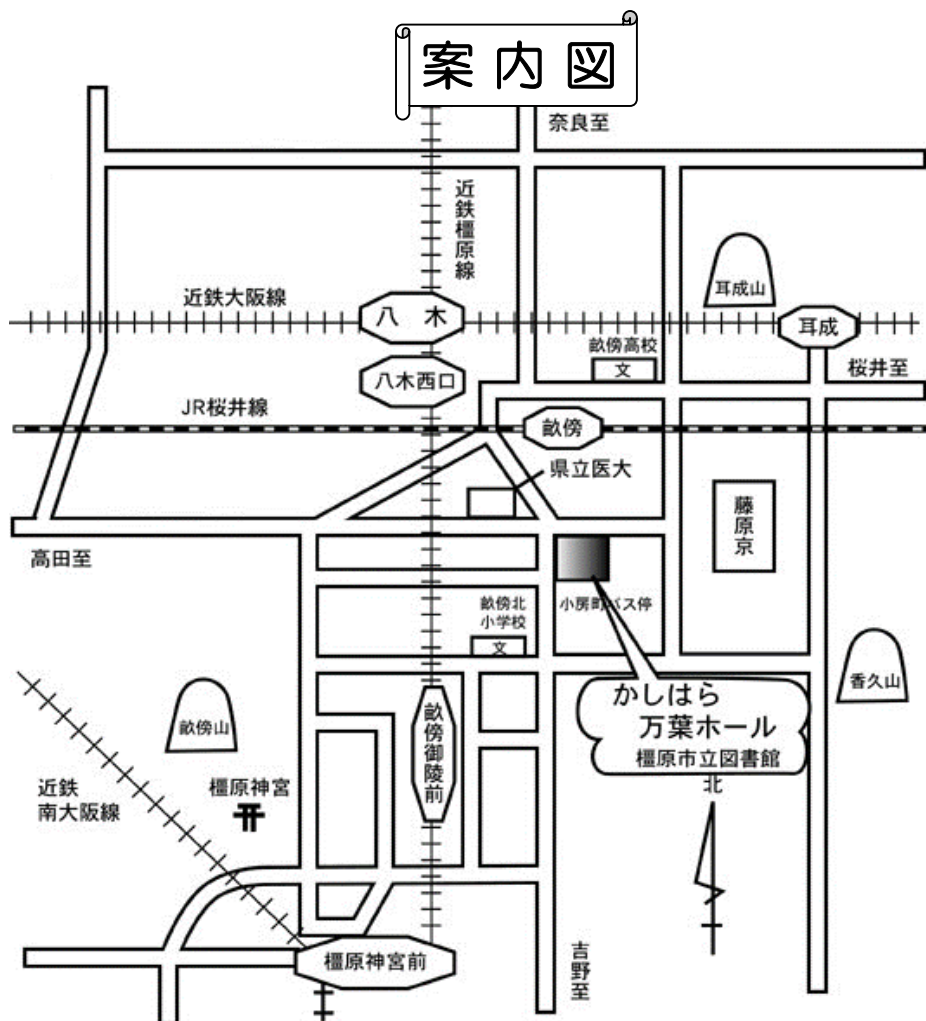 案内図
奈良至
近鉄橿原線
耳成山
近鉄大阪線
八木
耳成
畝傍高校
文
八木西口
桜井至
JR桜井線
畝傍
県立医大
藤原京
高田至
畝傍北
小学校
文
小房町バス停
香久山
かしはら
万葉ホール
橿原市立図書館
北
畝傍山
畝傍御陵前
近鉄
南大阪線
橿原神宮
吉野至
橿原神宮前